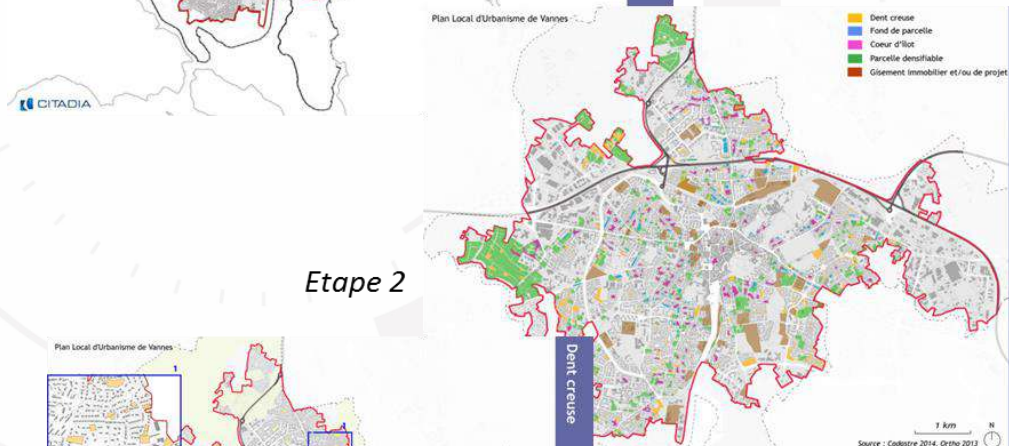 CITADIA
Plan Local d'Urbanisme de Vannes
Dent creuse
Fond de parcelle
Coeur d'îlot
Parcelle densifiable
Gisement immobilier et/ou de projet
Etape 2
Plan Local d'Urbanisme de Vannes
1
Dent creuse
1 km
N
Source : Cadastre 2014, Ortho 2013